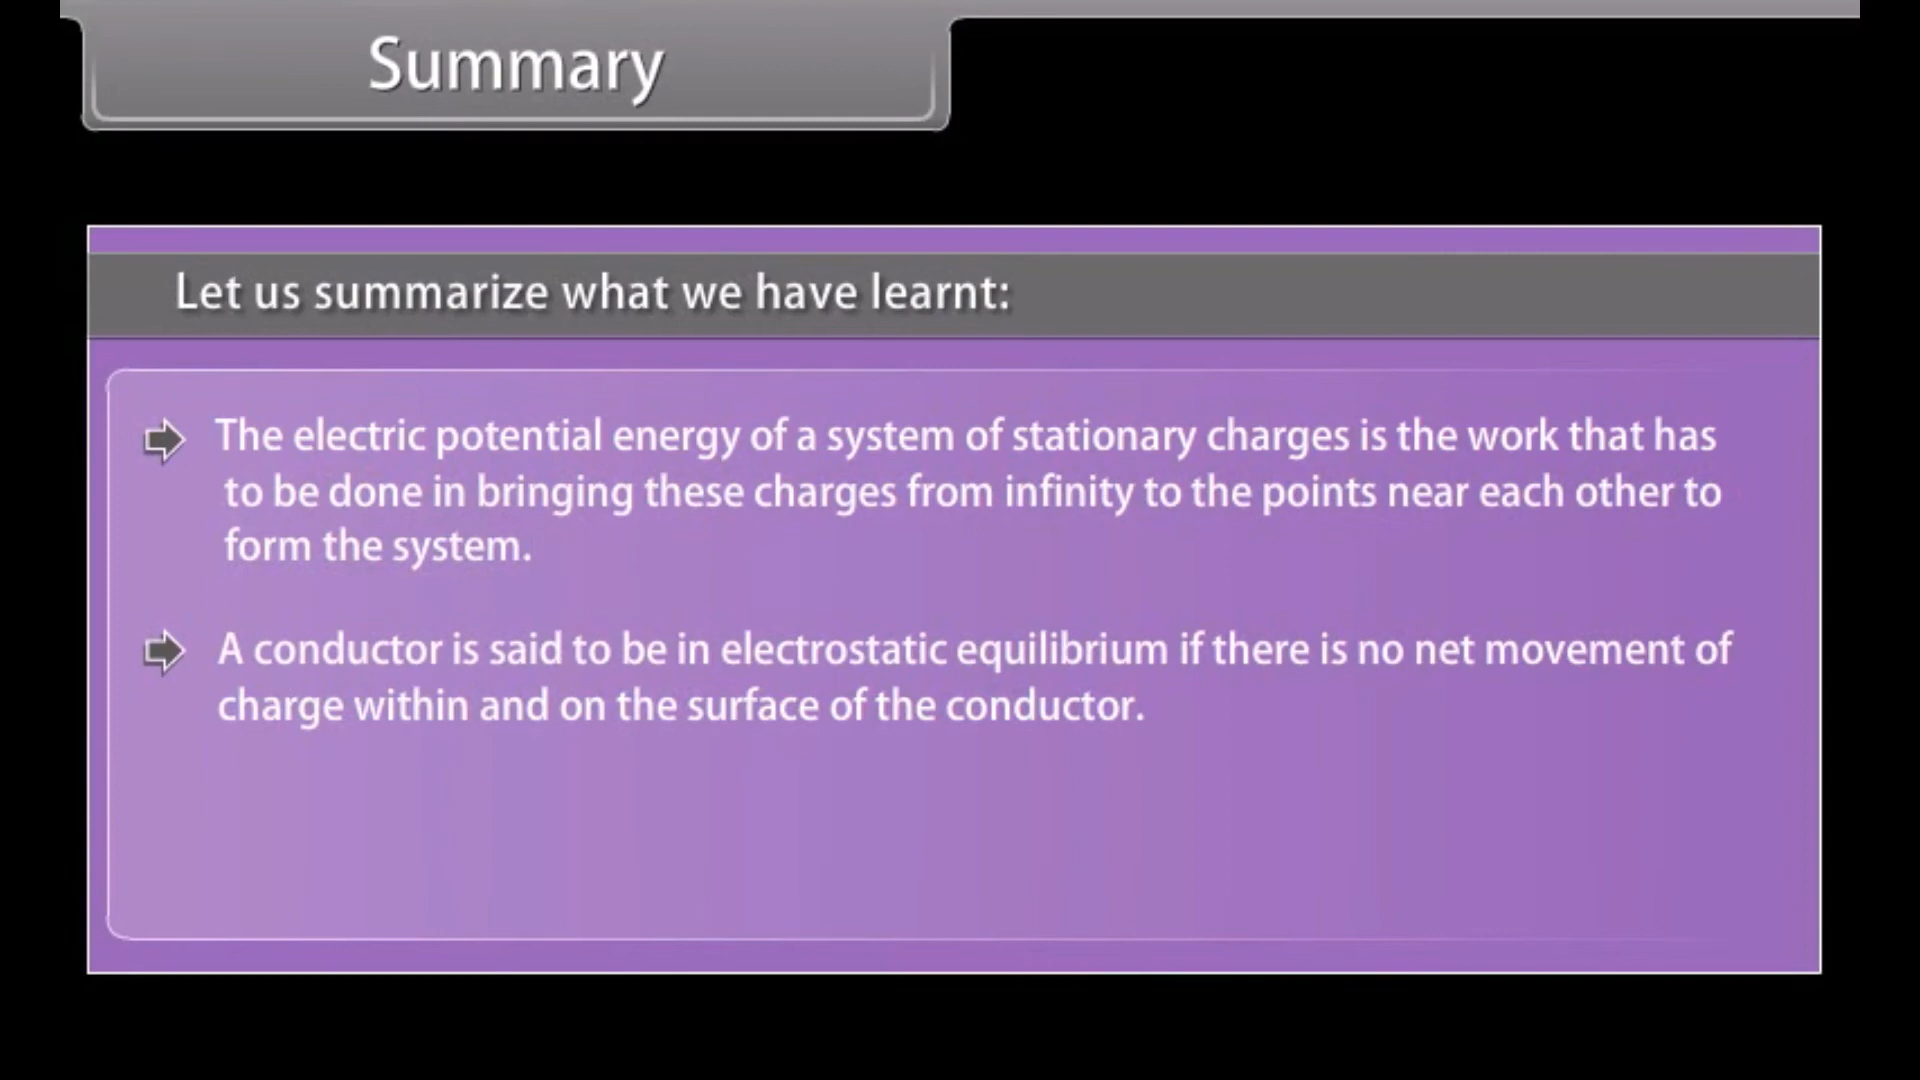 Summary
Let us summarize what we have learnt:
The electric potential energy of a system of stationary charges is the work that has
to be done in bringing these charges from infinity to the points near each other to
form the system.
A conductor is said to be in electrostatic equilibrium if there is no net movement of
charge within and on the surface of the conductor.